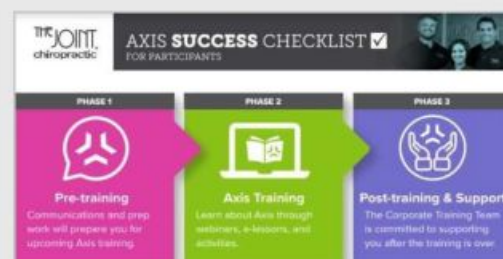 THE JOINT
chiropractic
AXIS SUCCESS CHECKLIST
FOR PARTICIPANTS
PHASE 1
Pre-training
Communications and prep
work will prepare you for
upcoming Axis training.
PHASE 2
Axis Training
Learn about Axis through
webinars, e-lessons, and
activities.
PHASE 3
Post-training & Support
The Corporate Training Team
is committed to supporting
you after the training is over.